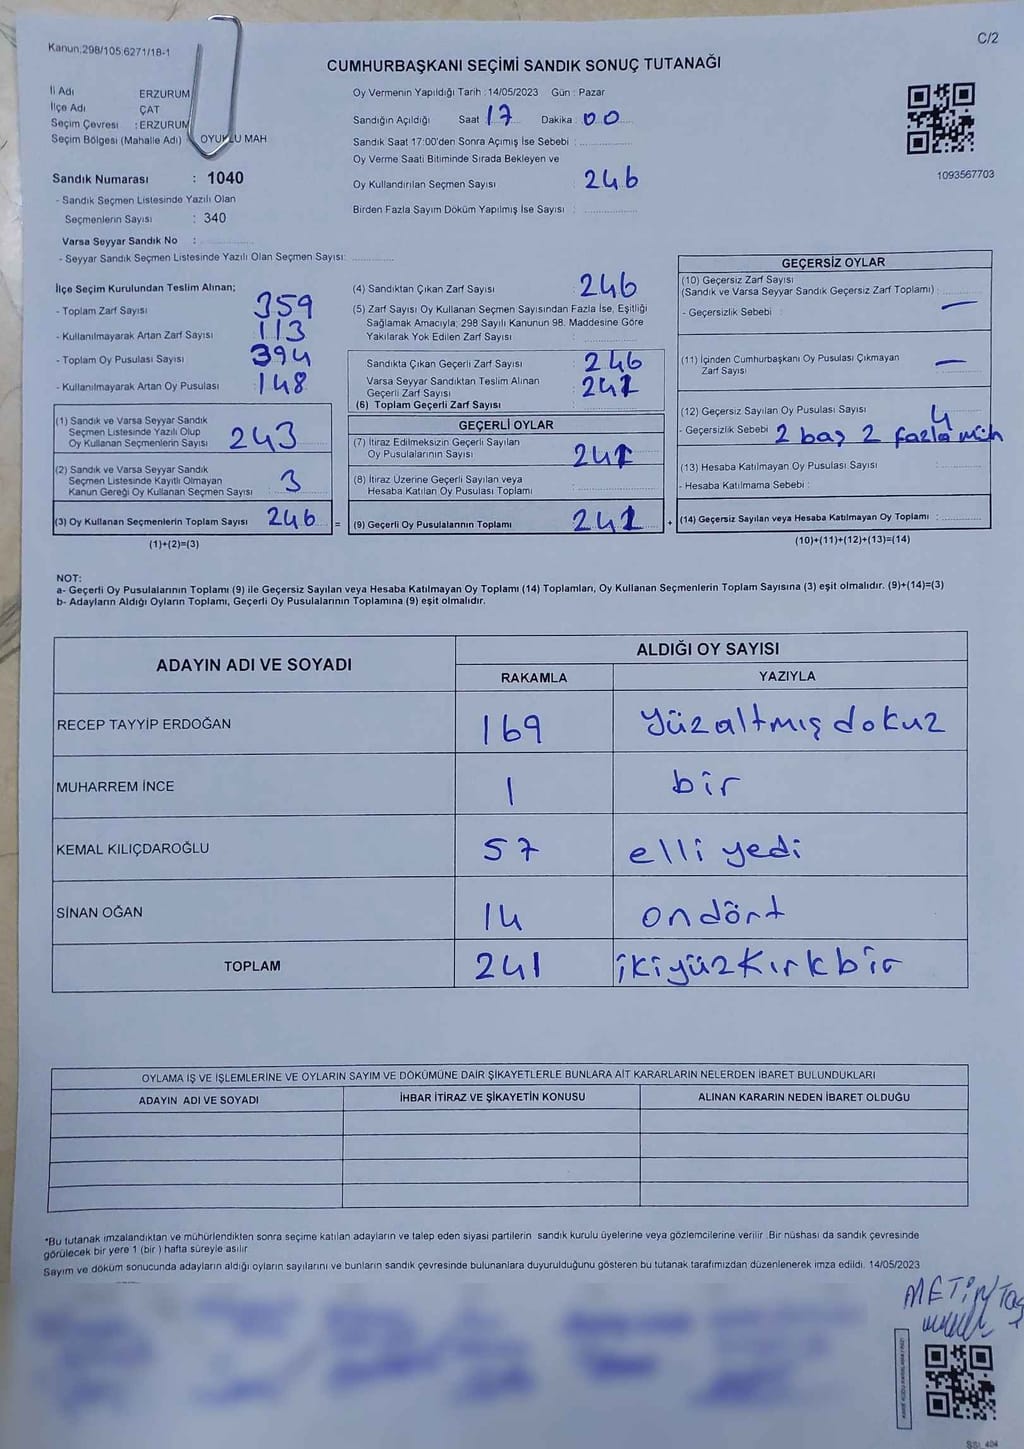 Kanun:298/105,6271/18-1
C/2
CUMHURBAŞKANI SEÇİMİ SANDIK SONUÇ TUTANAĞI
İl Adı ERZURUM
İlçe Adı ÇAT
Seçim Çevresi : ERZURUM
Seçim Bölgesi (Mahalle Adı) OYUKLU MAH
Oy Vermenin Yapıldığı Tarih : 14/05/2023 Gün : Pazar
Sandığın Açıldığı Saat 17 Dakika : 00
Sandık Saat 17:00'den Sonra Açımış İse Sebebi :
Oy Verme Saati Bitiminde Sırada Bekleyen ve
Oy Kullandırılan Seçmen Sayısı : 246
Birden Fazla Sayım Döküm Yapılmış İse Sayısı :
1093567703
Sandık Numarası : 1040
- Sandık Seçmen Listesinde Yazılı Olan
Seçmenlerin Sayısı : 340
Varsa Seyyar Sandık No :
- Seyyar Sandık Seçmen Listesinde Yazılı Olan Seçmen Sayısı:
İlçe Seçim Kurulundan Teslim Alınan;
- Toplam Zarf Sayısı : 359
- Kullanılmayarak Artan Zarf Sayısı : 113
- Toplam Oy Pusulası Sayısı : 394
- Kullanılmayarak Artan Oy Pusulası : 148
(1) Sandık ve Varsa Seyyar Sandık
Seçmen Listesinde Yazılı Olup
Oy Kullanan Seçmenlerin Sayısı : 243
(2) Sandık ve Varsa Seyyar Sandık
Seçmen Listesinde Kayıtlı Olmayan
Kanun Gereği Oy Kullanan Seçmen Sayısı : 3
(3) Oy Kullanan Seçmenlerin Toplam Sayısı 246 =
(1)+(2)=(3)
(4) Sandıktan Çıkan Zarf Sayısı : 246
(5) Zarf Sayısı Oy Kullanan Seçmen Sayısından Fazla İse, Eşitliği
Sağlamak Amacıyla; 298 Sayılı Kanunun 98. Maddesine Göre
Yakılarak Yok Edilen Zarf Sayısı :
Sandıkta Çıkan Geçerli Zarf Sayısı : 246
Varsa Seyyar Sandıktan Teslim Alınan
Geçerli Zarf Sayısı : 241
(6) Toplam Geçerli Zarf Sayısı :
GEÇERLİ OYLAR
(7) İtiraz Edilmeksizin Geçerli Sayılan
Oy Pusulalarının Sayısı : 241
(8) İtiraz Üzerine Geçerli Sayılan veya
Hesaba Katılan Oy Pusulası Toplamı :
(9) Geçerli Oy Pusulalarının Toplamı : 241 +
GEÇERSİZ OYLAR
(10) Geçersiz Zarf Sayısı
(Sandık ve Varsa Seyyar Sandık Geçersiz Zarf Toplamı) :
- Geçersizlik Sebebi : —
(11) İçinden Cumhurbaşkanı Oy Pusulası Çıkmayan
Zarf Sayısı : —
(12) Geçersiz Sayılan Oy Pusulası Sayısı : 4
- Geçersizlik Sebebi : 2 baş 2 fazla müh
(13) Hesaba Katılmayan Oy Pusulası Sayısı :
- Hesaba Katılmama Sebebi :
(14) Geçersiz Sayılan veya Hesaba Katılmayan Oy Toplamı :
(10)+(11)+(12)+(13)=(14)
NOT:
a- Geçerli Oy Pusulalarının Toplamı (9) ile Geçersiz Sayılan veya Hesaba Katılmayan Oy Toplamı (14) Toplamları, Oy Kullanan Seçmenlerin Toplam Sayısına (3) eşit olmalıdır. (9)+(14)=(3)
b- Adayların Aldığı Oyların Toplamı, Geçerli Oy Pusulalarının Toplamına (9) eşit olmalıdır.
ADAYIN ADI VE SOYADI
ALDIĞI OY SAYISI
RAKAMLA YAZIYLA
RECEP TAYYİP ERDOĞAN 169 yüzaltmışdokuz
MUHARREM İNCE 1 bir
KEMAL KILIÇDAROĞLU 57 elli yedi
SİNAN OĞAN 14 ondört
TOPLAM 241 ikiyüzkırkbir
OYLAMA İŞ VE İŞLEMLERİNE VE OYLARIN SAYIM VE DÖKÜMÜNE DAİR ŞİKAYETLERLE BUNLARA AİT KARARLARIN NELERDEN İBARET BULUNDUKLARI
ADAYIN ADI VE SOYADI İHBAR İTİRAZ VE ŞİKAYETİN KONUSU ALINAN KARARIN NEDEN İBARET OLDUĞU
*Bu tutanak imzalandıktan ve mühürlendikten sonra seçime katılan adayların ve talep eden siyasi partilerin sandık kurulu üyelerine veya gözlemcilerine verilir. Bir nüshası da sandık çevresinde
görülecek bir yere 1 (bir ) hafta süreyle asılır.
Sayım ve döküm sonucunda adayların aldığı oyların sayılarını ve bunların sandık çevresinde bulunanlara duyurulduğunu gösteren bu tutanak tarafımızdan düzenlenerek imza edildi. 14/05/2023
METİN Taş
SSI_404